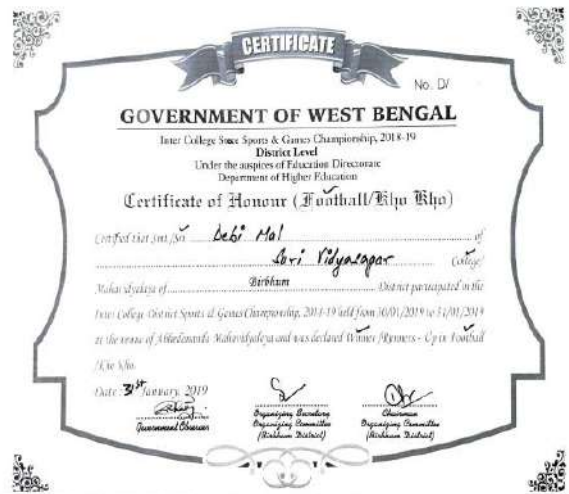 CERTIFICATE
No. D/
GOVERNMENT OF WEST BENGAL
Inter College State Sports & Games Championship, 2018-19
District Level
Under the auspices of Education Directorate
Department of Higher Education
Certificate of Honour (Football/Kho Kho)
Certified that Smt./Sri Debi Mal of
Suri Vidyasagar College/
Mahavidyalaya of Birbhum District participated in the
Inter College District Sports & Games Championship, 2018-19 held from 30/01/2019 to 31/01/2019
at the venue of Abhedananda Mahavidyalaya and was declared Winner/Runners-Up in Football
/Kho Kho.
Date: 31st January, 2019
Government Observer
Organizing Secretary
Organizing Committee
(Birbhum District)
Chairman
Organizing Committee
(Birbhum District)